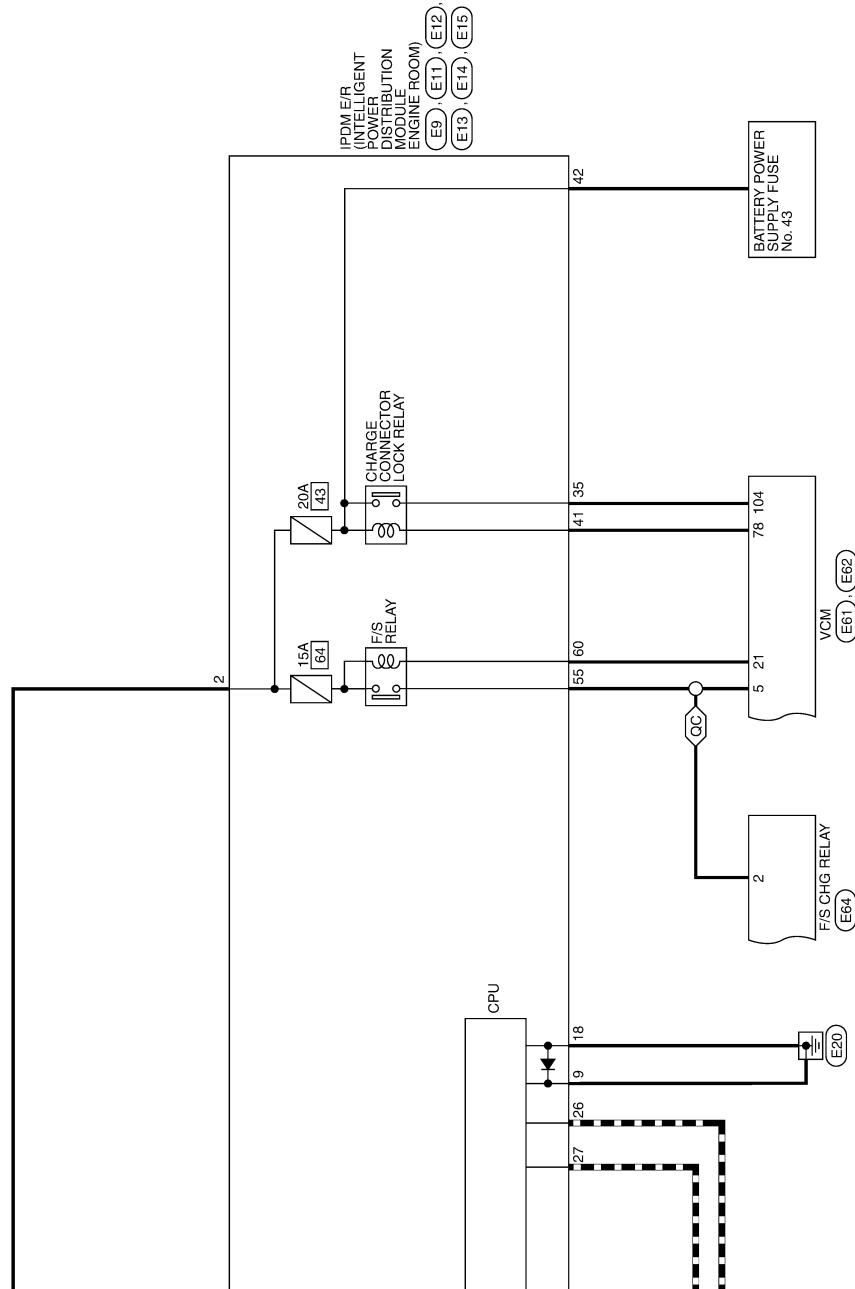 IPDM E/R
(INTELLIGENT
POWER
DISTRIBUTION
MODULE
ENGINE ROOM)
E9 , E11 , E12 ,
E13 , E14 , E15
42
BATTERY POWER
SUPPLY FUSE
No. 43
20A
43
CHARGE
CONNECTOR
LOCK RELAY
35
41
104
78
15A
64
F/S
RELAY
60
55
21
5
VCM
E61 , E62
2
QC
2
F/S CHG RELAY
E64
CPU
18
9
26
27
E20